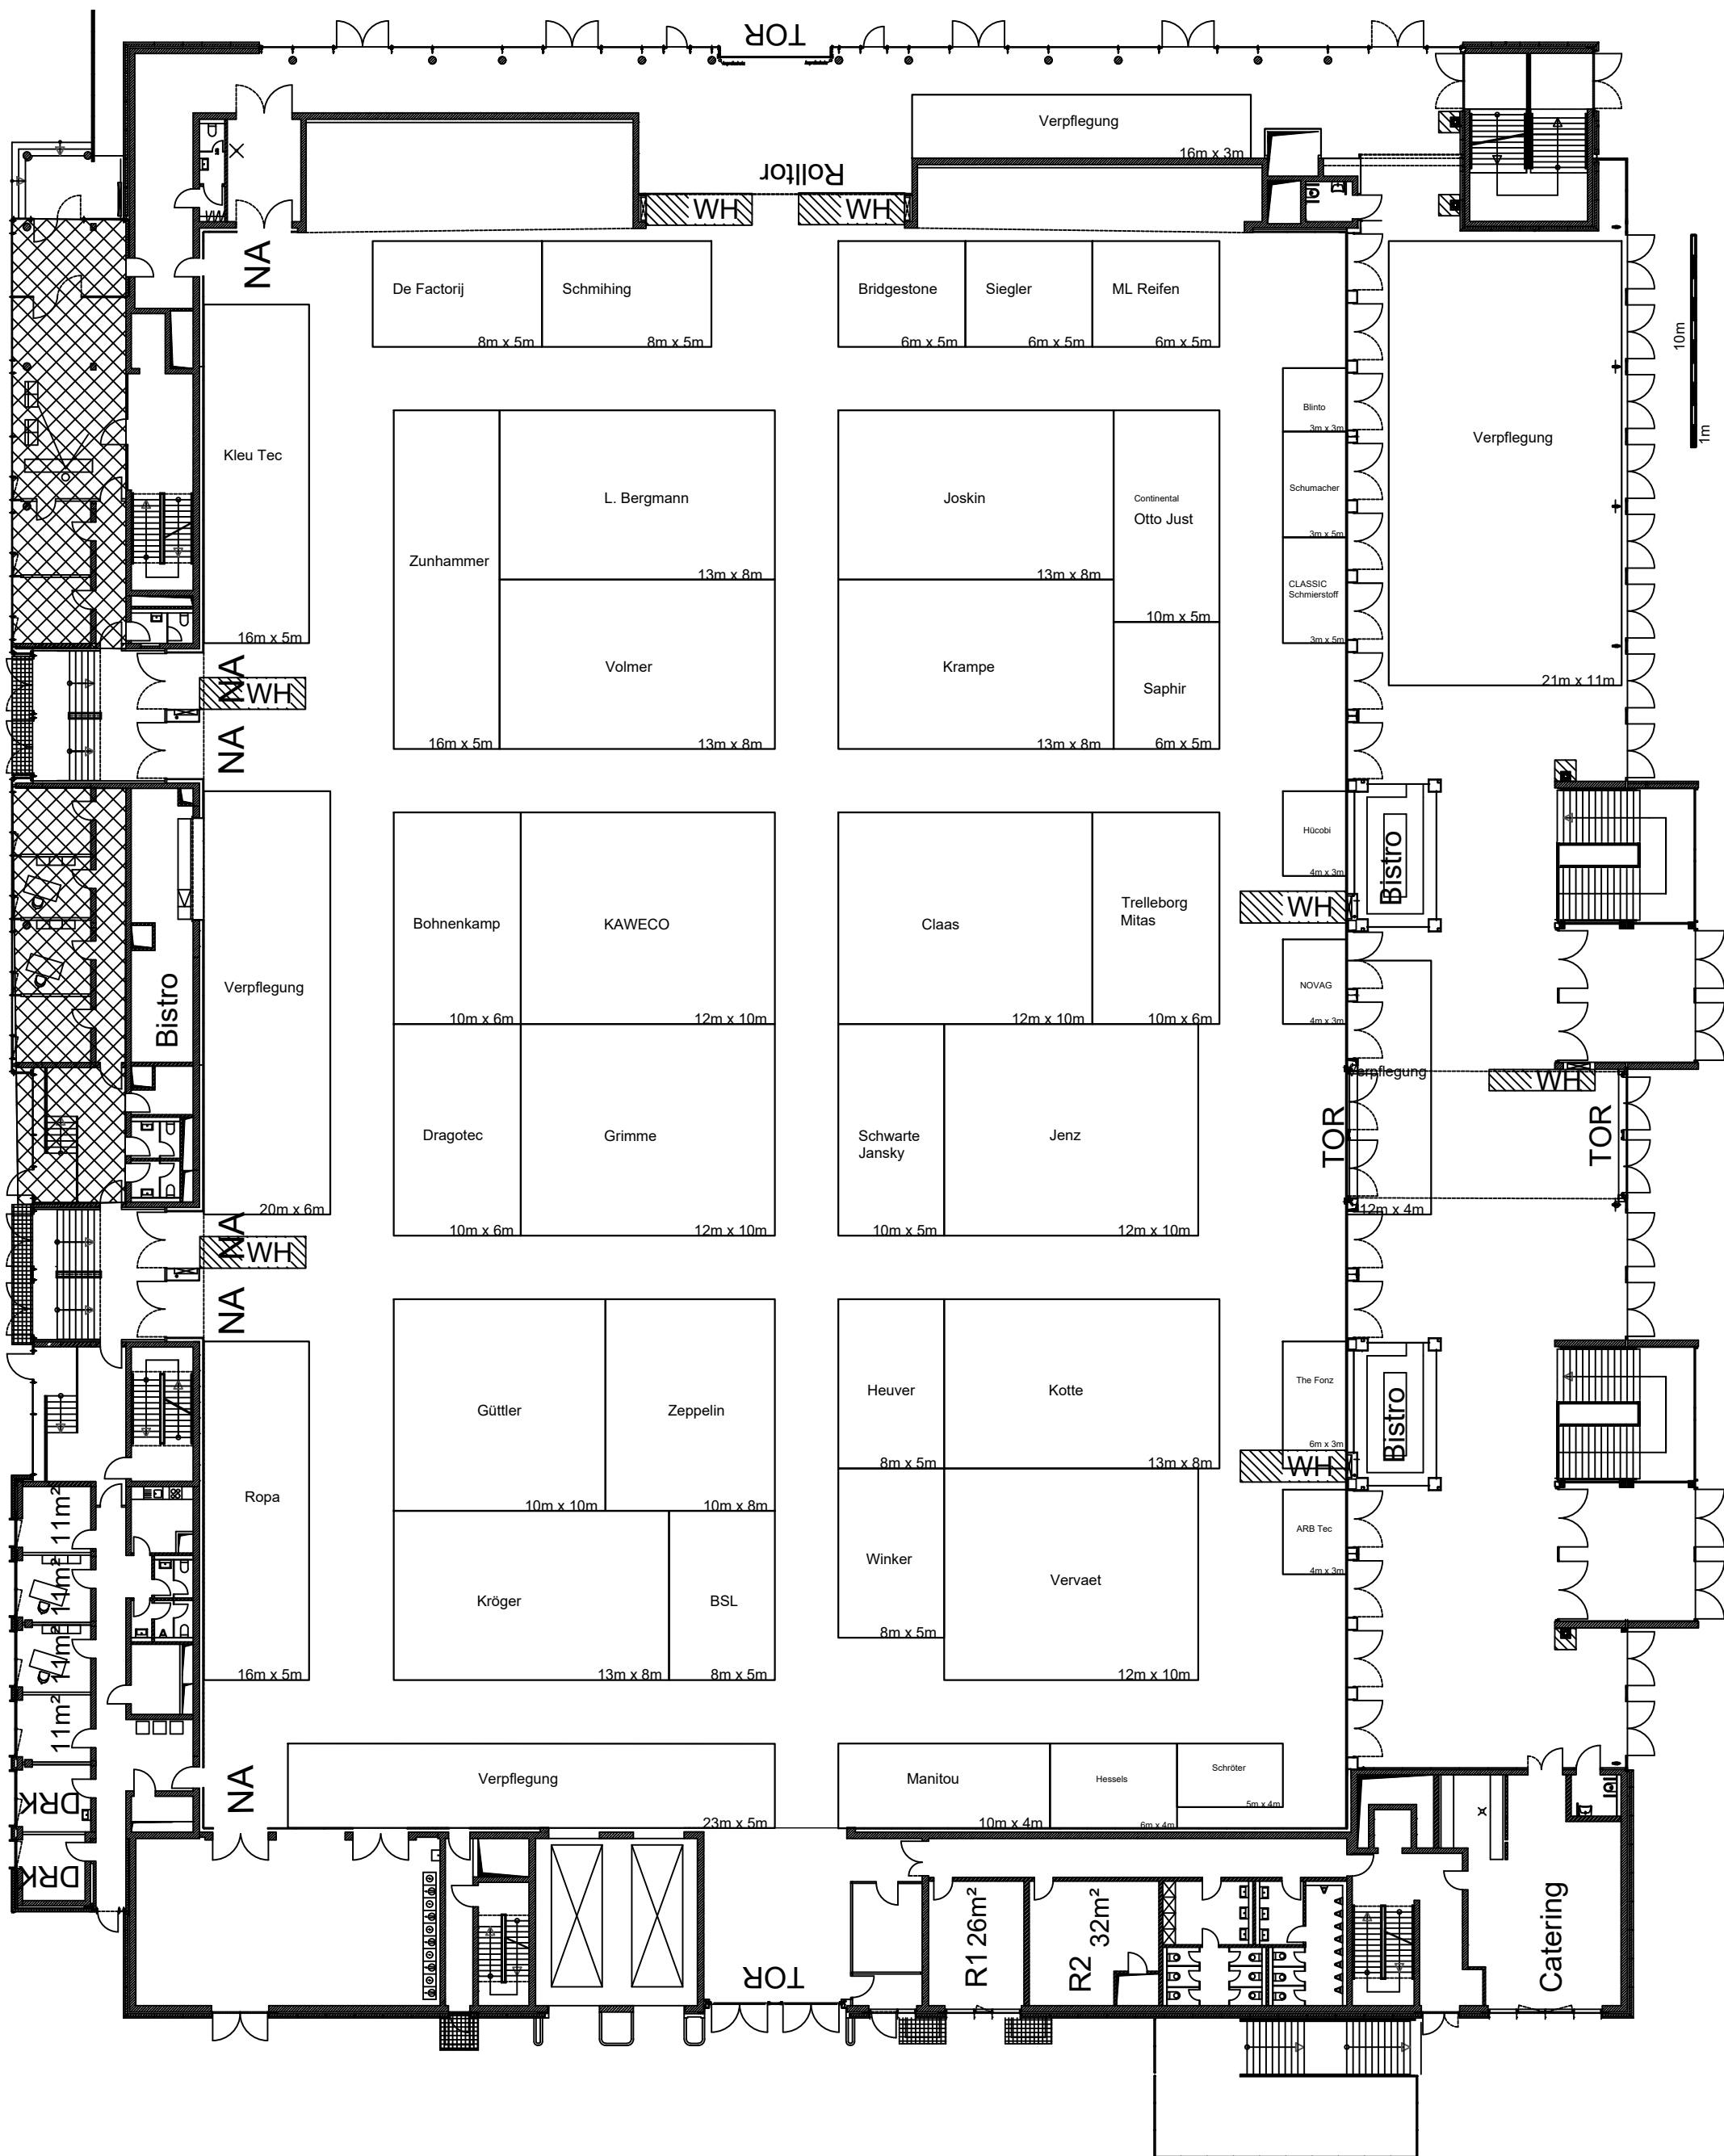 TOR
Verpflegung
16m x 3m
Rolltor
WH
WH
NA
De Factorij
8m x 5m
Schmihing
8m x 5m
Bridgestone
6m x 5m
Siegler
6m x 5m
ML Reifen
6m x 5m
10m
1m
Kleu Tec
16m x 5m
Zunhammer
16m x 5m
L. Bergmann
13m x 8m
Volmer
13m x 8m
Joskin
13m x 8m
Continental
Otto Just
10m x 5m
Krampe
13m x 8m
Saphir
6m x 5m
Blinto
3m x 3m
Schumacher
3m x 5m
CLASSIC
Schmierstoff
3m x 5m
Verpflegung
21m x 11m
NA
WH
NA
Bistro
Verpflegung
20m x 6m
Bohnenkamp
10m x 6m
KAWECO
12m x 10m
Dragotec
10m x 6m
Grimme
12m x 10m
Claas
12m x 10m
Trelleborg
Mitas
10m x 6m
Schwarte
Jansky
10m x 5m
Jenz
12m x 10m
Hücobi
4m x 3m
WH
Bistro
NOVAG
4m x 3m
Verpflegung
12m x 4m
WH
TOR
TOR
NA
WH
NA
Ropa
16m x 5m
Güttler
10m x 10m
Zeppelin
10m x 8m
Kröger
13m x 8m
BSL
8m x 5m
Heuver
8m x 5m
Kotte
13m x 8m
Winker
8m x 5m
Vervaet
12m x 10m
The Fonz
6m x 3m
WH
Bistro
ARB Tec
4m x 3m
11m²
11m²
11m²
11m²
DRK
DRK
NA
Verpflegung
23m x 5m
Manitou
10m x 4m
Hessels
6m x 4m
Schröter
5m x 4m
TOR
R1 26m²
R2 32m²
Catering